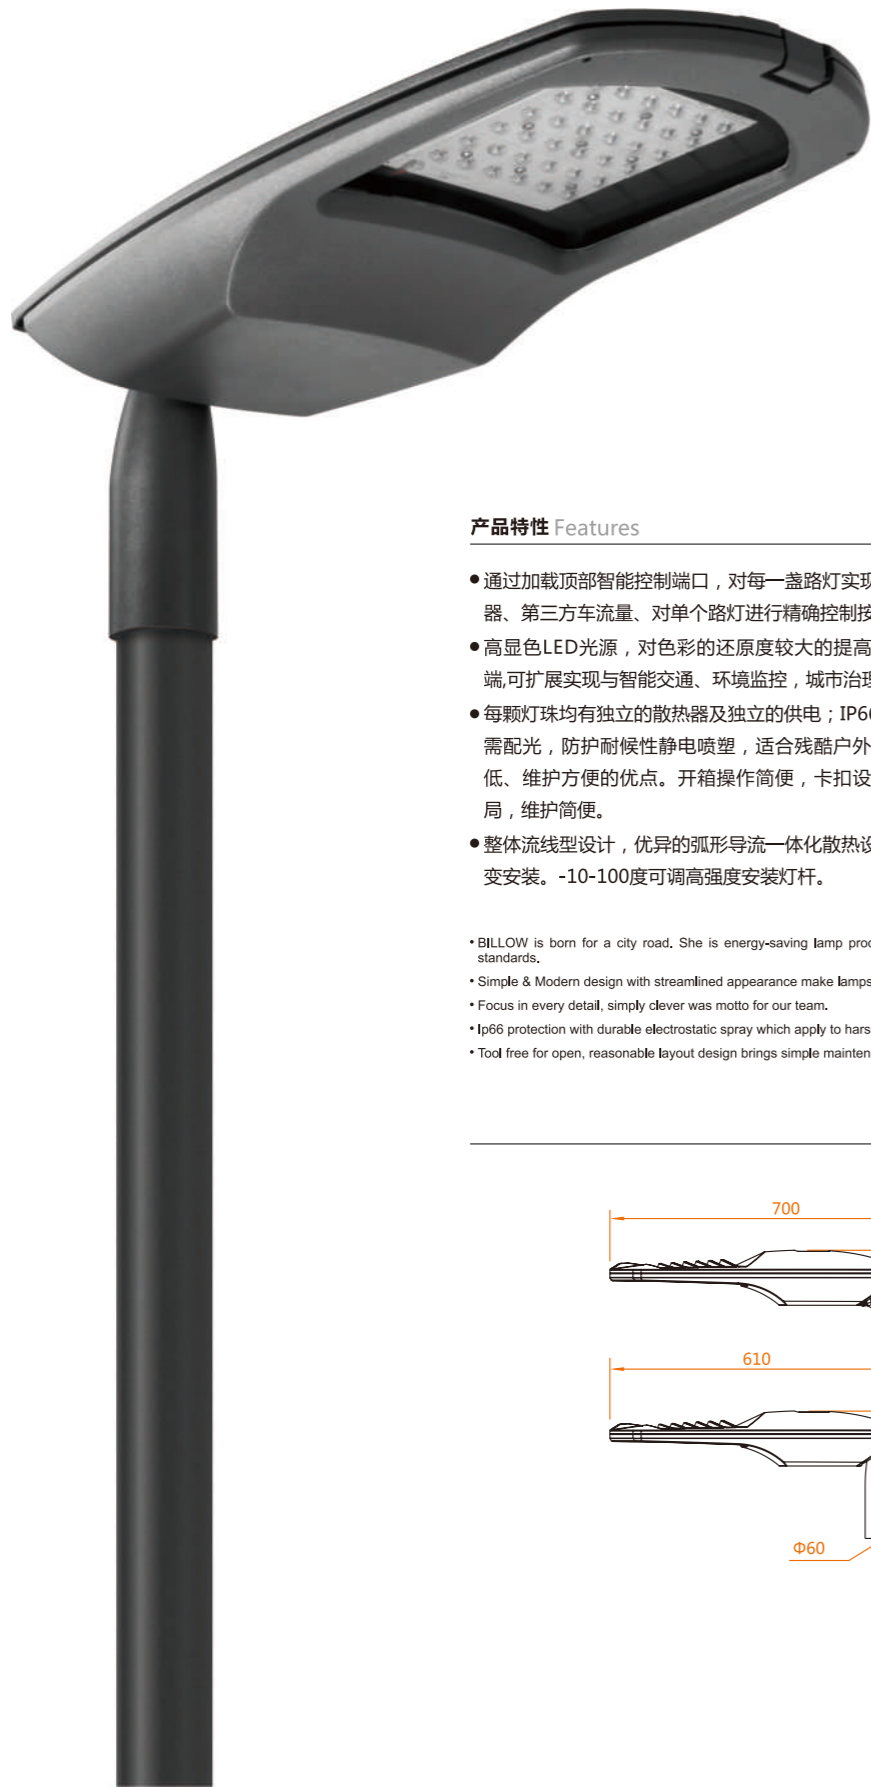 产品特性 Features
● 通过加载顶部智能控制端口，对每一盏路灯实现
器、第三方车流量、对单个路灯进行精确控制按
● 高显色LED光源，对色彩的还原度较大的提高
端,可扩展实现与智能交通、环境监控，城市治理
● 每颗灯珠均有独立的散热器及独立的供电；IP66
需配光，防护耐候性静电喷塑，适合残酷户外
低、维护方便的优点。开箱操作简便，卡扣设
局，维护简便。
● 整体流线型设计，优异的弧形导流一体化散热设
变安装。-10-100度可调高强度安装灯杆。
• BILLOW is born for a city road. She is energy-saving lamp prod
standards.
• Simple & Modern design with streamlined appearance make lamps
• Focus in every detail, simply clever was motto for our team.
• Ip66 protection with durable electrostatic spray which apply to hars
• Tool free for open, reasonable layout design brings simple mainten
700
610
Φ60